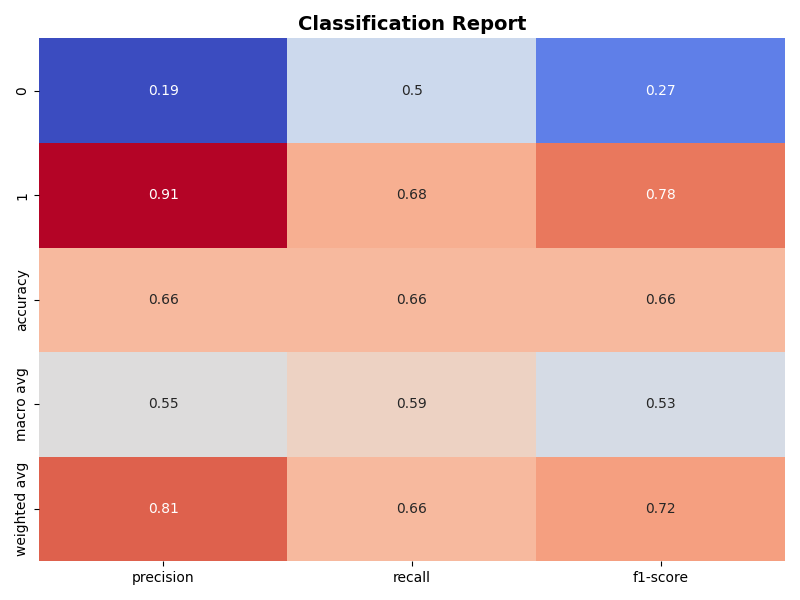 Classification Report
0 0.19 0.5 0.27
1 0.91 0.68 0.78
accuracy 0.66 0.66 0.66
macro avg 0.55 0.59 0.53
weighted avg 0.81 0.66 0.72
precision recall f1-score